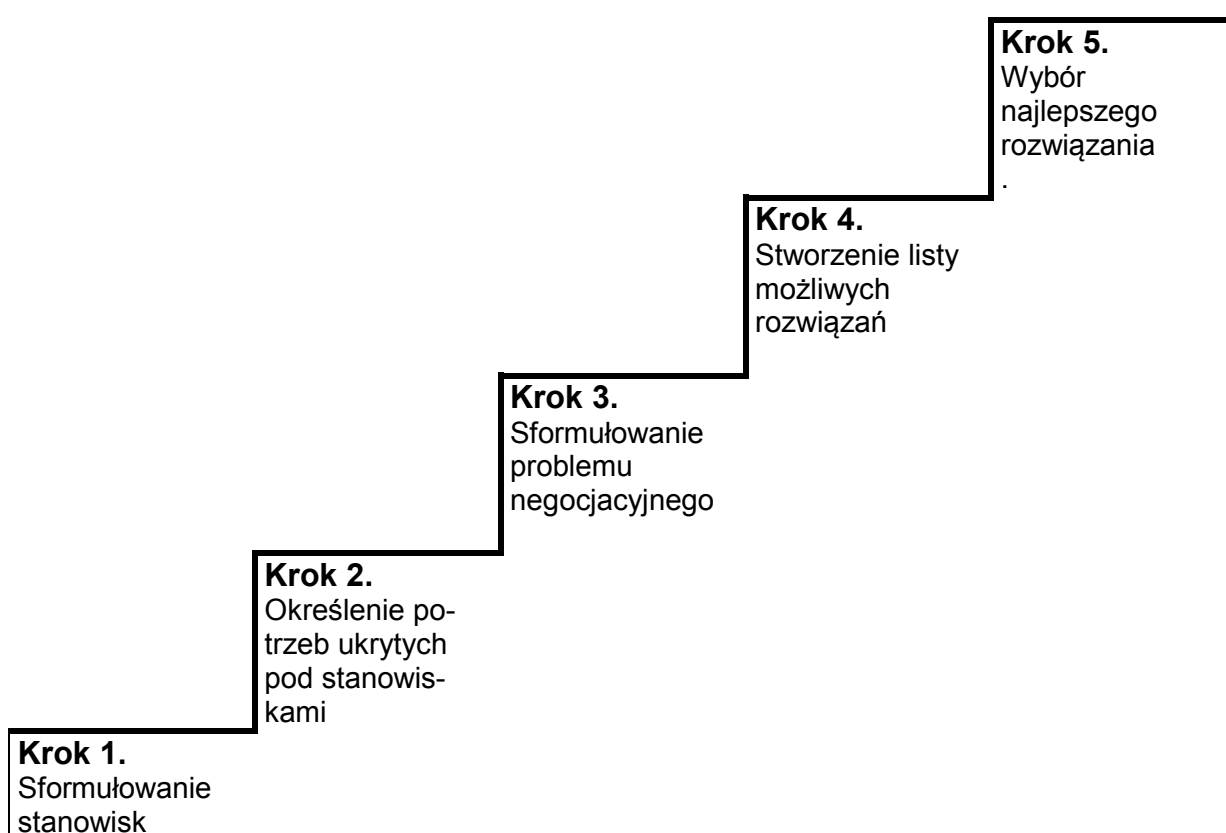 Krok 5.
Wybór
najlepszego
rozwiązania
.
Krok 4.
Stworzenie listy
możliwych
rozwiązań
Krok 3.
Sformułowanie
problemu
negocjacyjnego
Krok 2.
Określenie po-
trzeb ukrytych
pod stanowis-
kami
Krok 1.
Sformułowanie
stanowisk